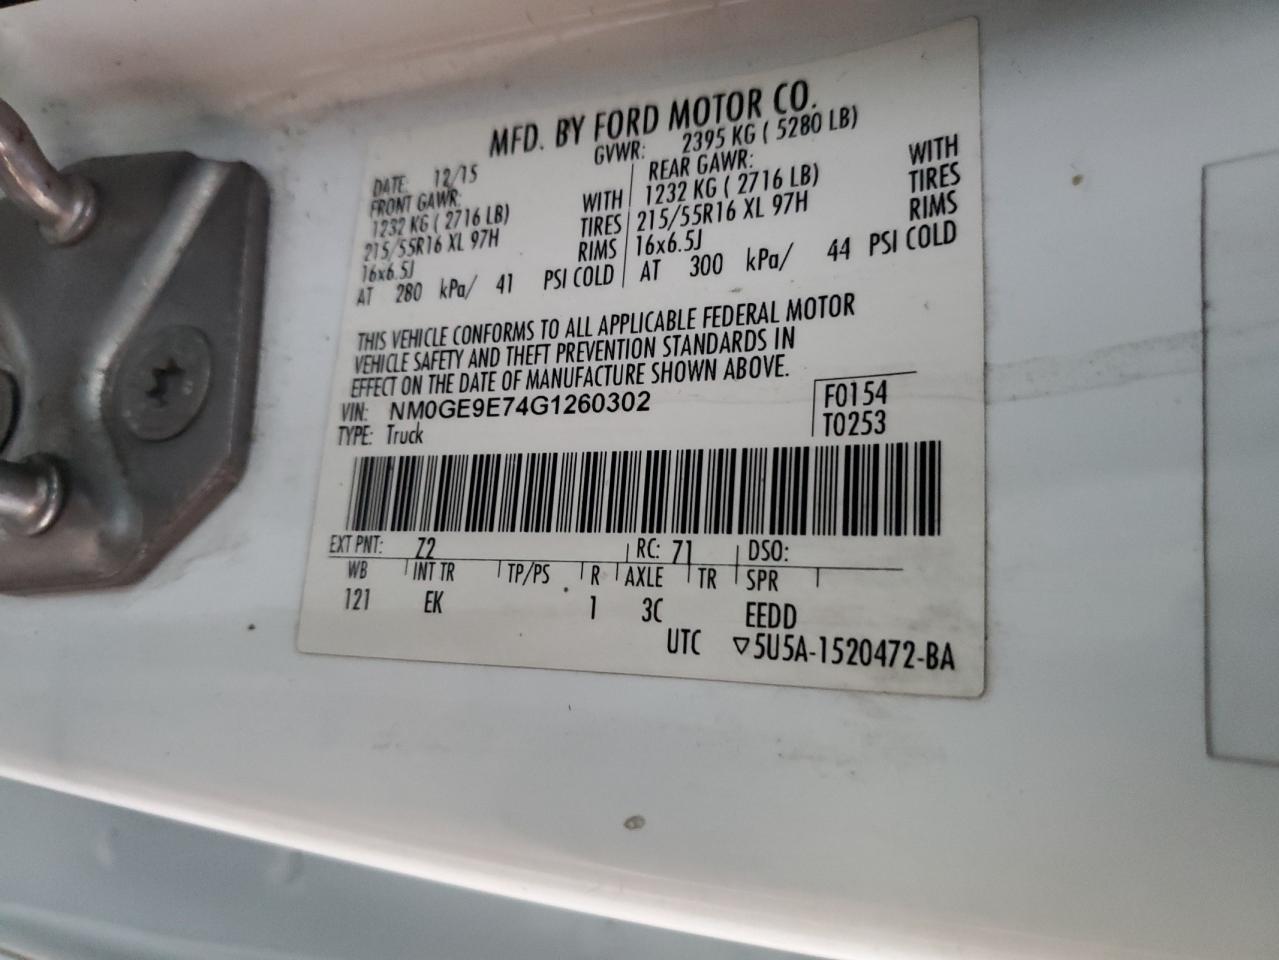 MFD. BY FORD MOTOR CO.
DATE: 12/15 GVWR: 2395 KG ( 5280 LB)
FRONT GAWR: REAR GAWR:
1232 KG ( 2716 LB) WITH 1232 KG ( 2716 LB) WITH
215/55R16 XL 97H TIRES 215/55R16 XL 97H TIRES
16x6.5J RIMS 16x6.5J RIMS
AT 280 kPa/ 41 PSI COLD AT 300 kPa/ 44 PSI COLD
THIS VEHICLE CONFORMS TO ALL APPLICABLE FEDERAL MOTOR
VEHICLE SAFETY AND THEFT PREVENTION STANDARDS IN
EFFECT ON THE DATE OF MANUFACTURE SHOWN ABOVE.
VIN: NM0GE9E74G1260302 F0154
TYPE: Truck T0253
EXT PNT: Z2 RC: 71 DSO:
WB INT TR TP/PS R AXLE TR SPR
121 EK 1 3C EEDD
UTC ▽5U5A-1520472-BA